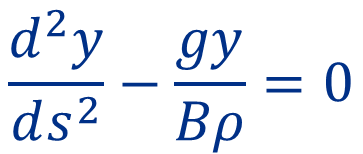 d²y/ds² − gy/Bρ = 0